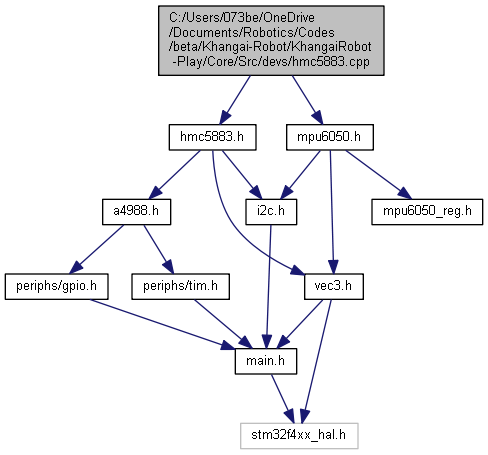 C:/Users/073be/OneDrive
/Documents/Robotics/Codes
/beta/Khangai-Robot/KhangaiRobot
-Play/Core/Src/devs/hmc5883.cpp
hmc5883.h
mpu6050.h
a4988.h
i2c.h
mpu6050_reg.h
periphs/gpio.h
periphs/tim.h
vec3.h
main.h
stm32f4xx_hal.h